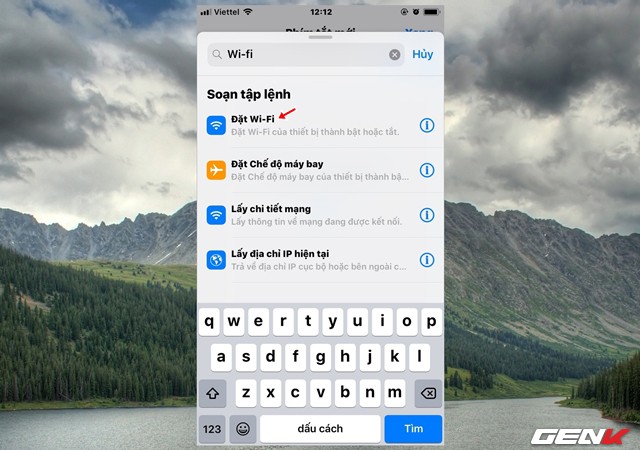 Viettel 12:12
Phím tắt mới Xong
Wi-fi Hủy
Soạn tập lệnh
Đặt Wi-Fi
Đặt Wi-Fi của thiết bị thành bật hoặc tắt.
Đặt Chế độ máy bay
Đặt Chế độ máy bay của thiết bị thành bậ...
Lấy chi tiết mạng
Lấy thông tin về mạng đang được kết nối.
Lấy địa chỉ IP hiện tại
Trả về địa chỉ IP cục bộ hoặc bên ngoài c...
q w e r t y u i o p
a s d f g h j k l
z x c v b n m
123 dấu cách Tìm
GENK